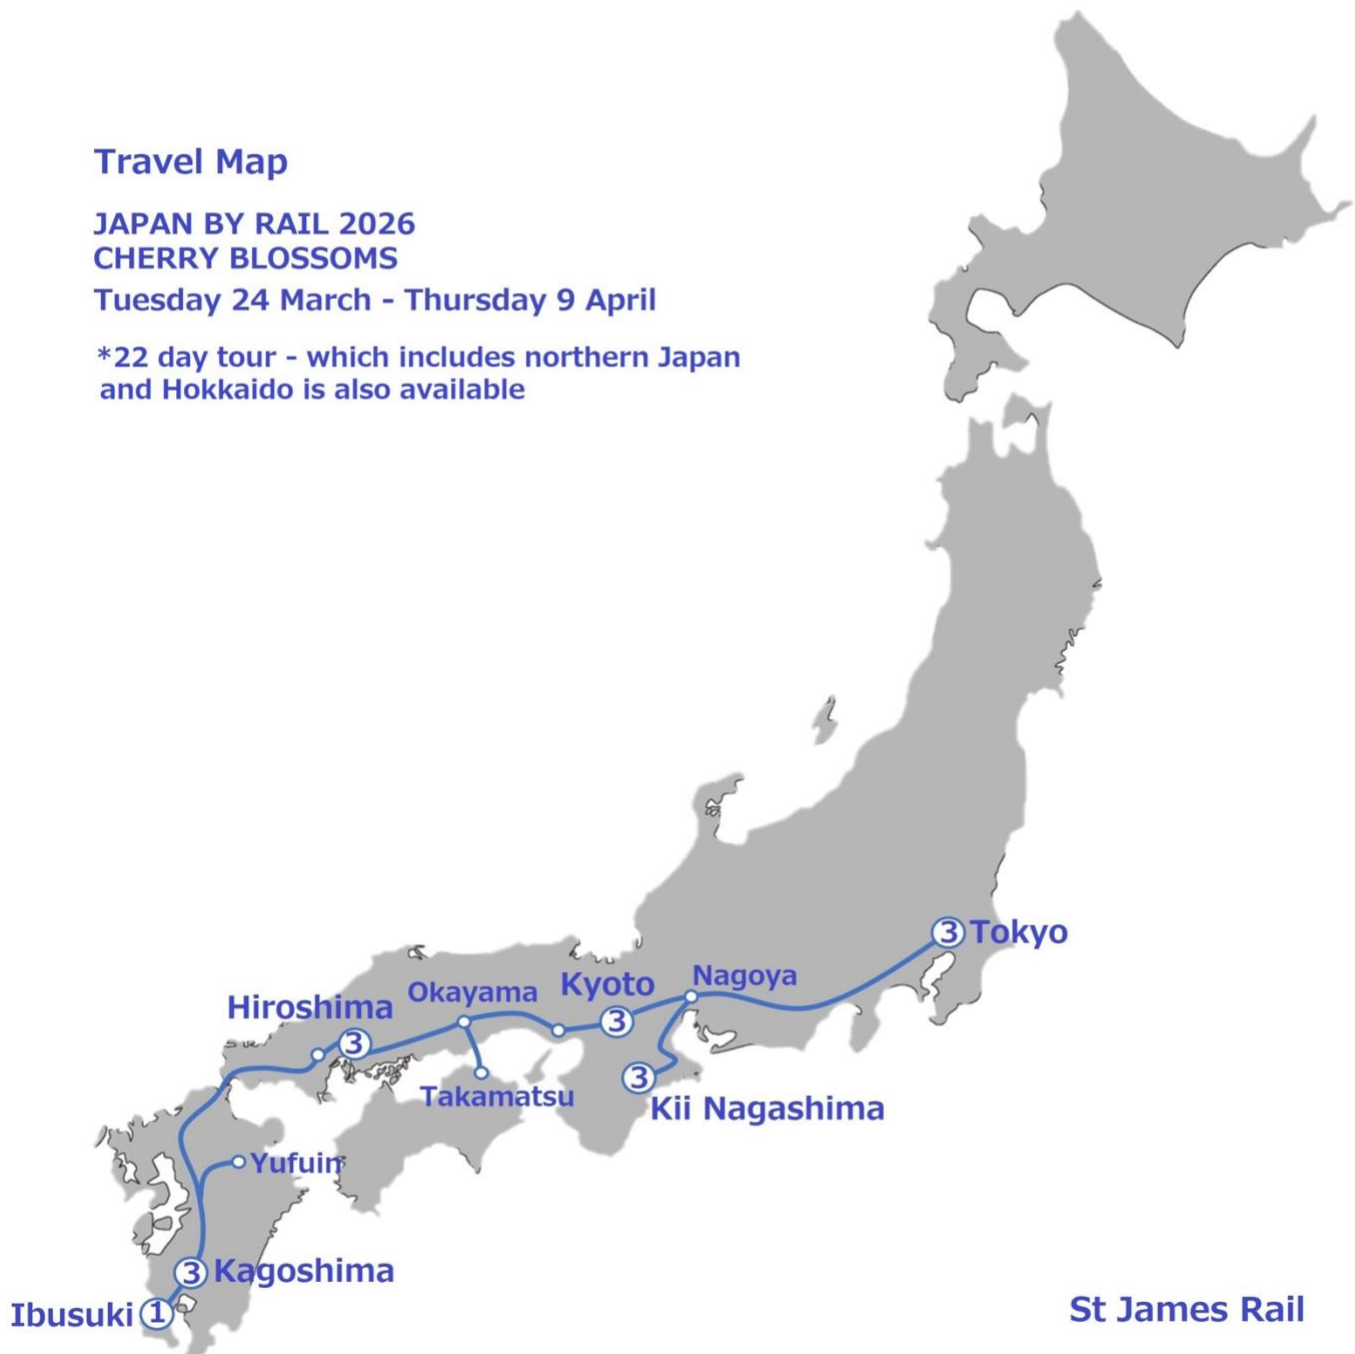 Travel Map
JAPAN BY RAIL 2026
CHERRY BLOSSOMS
Tuesday 24 March - Thursday 9 April
*22 day tour - which includes northern Japan
and Hokkaido is also available
3 Tokyo
Nagoya
Kyoto
3
Okayama
Hiroshima
3
3
Kii Nagashima
Takamatsu
Yufuin
3 Kagoshima
Ibusuki 1
St James Rail